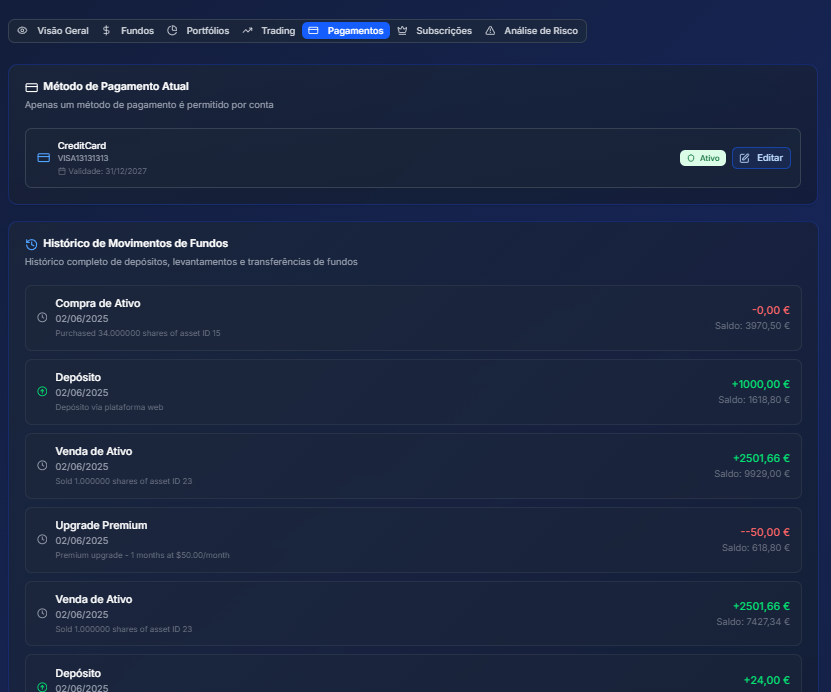 Visão Geral Fundos Portfólios Trading Pagamentos Subscrições Análise de Risco
Método de Pagamento Atual
Apenas um método de pagamento é permitido por conta
CreditCard
VISA13131313
Validade: 31/12/2027
Ativo Editar
Histórico de Movimentos de Fundos
Histórico completo de depósitos, levantamentos e transferências de fundos
Compra de Ativo
02/06/2025
Purchased 34.000000 shares of asset ID 15
-0,00 €
Saldo: 3970,50 €
Depósito
02/06/2025
Depósito via plataforma web
+1000,00 €
Saldo: 1618,80 €
Venda de Ativo
02/06/2025
Sold 1.000000 shares of asset ID 23
+2501,66 €
Saldo: 9929,00 €
Upgrade Premium
02/06/2025
Premium upgrade - 1 months at $50.00/month
--50,00 €
Saldo: 618,80 €
Venda de Ativo
02/06/2025
Sold 1.000000 shares of asset ID 23
+2501,66 €
Saldo: 7427,34 €
Depósito
02/06/2025
+24,00 €